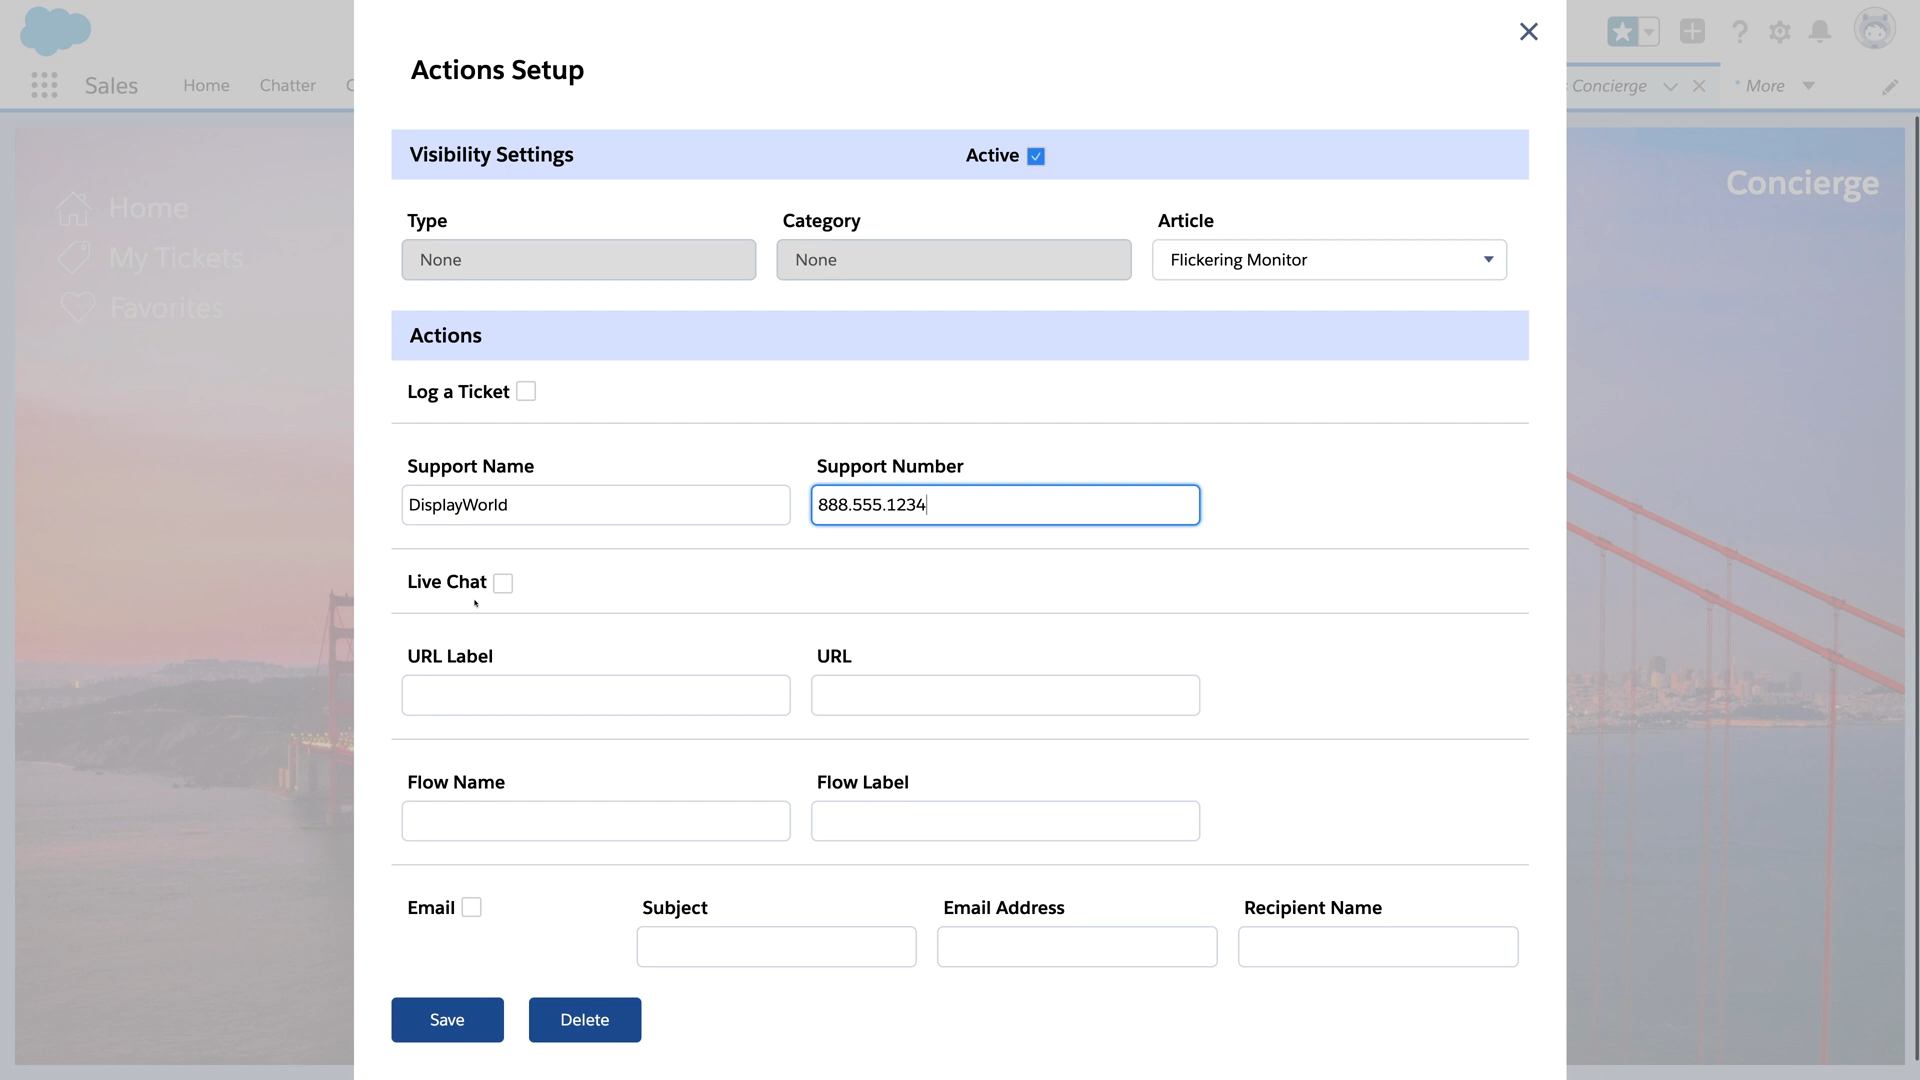 Actions Setup
Sales Home Chatter C
Concierge * More
Visibility Settings Active
Home
My Tickets
Favorites
Concierge
Type Category Article
None None Flickering Monitor
Actions
Log a Ticket
Support Name Support Number
DisplayWorld 888.555.1234
Live Chat
URL Label URL
Flow Name Flow Label
Email Subject Email Address Recipient Name
Save Delete